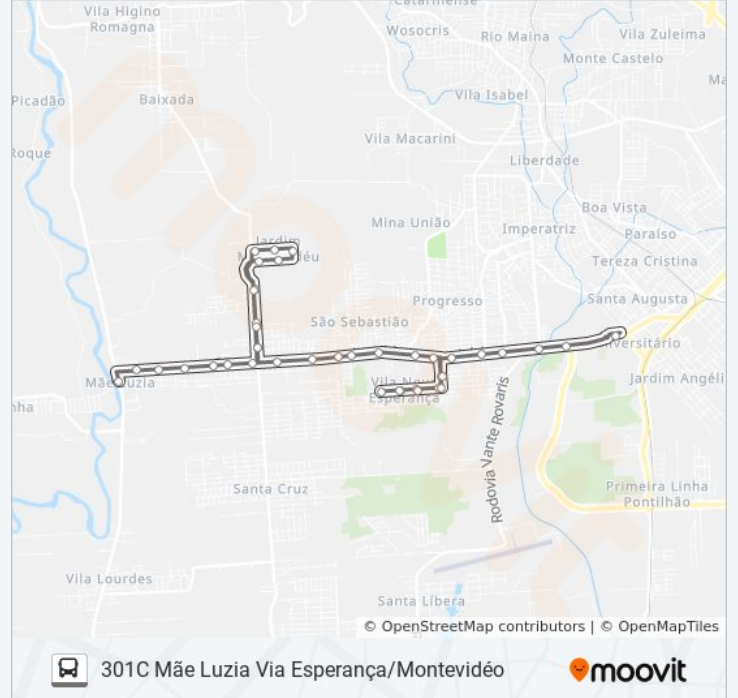 Catarinense
Vila Higino
Romagna
Wosocris
Rio Maina
Vila Zuleima
Monte Castelo
Picadão
Baixada
Vila Isabel
Roque
Vila Macarini
Liberdade
Mina União
Boa Vista
Imperatriz
Paraíso
Jardim
Tereza Cristina
Progresso
Santa Augusta
São Sebastião
Mãe Luzia
Vila Nova
Esperança
Jardim Angéli
Rodovia Jorge Vante Rovaris
Santa Cruz
Primeira Linha
Pontilhão
Vila Lourdes
Santa Líbera
© OpenStreetMap contributors | © OpenMapTiles
301C Mãe Luzia Via Esperança/Montevidéo
moovit